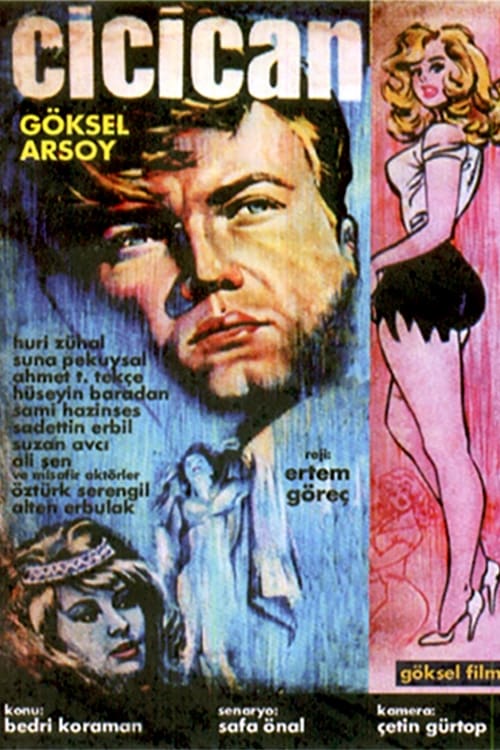 cicican
GÖKSEL
ARSOY
huri zühal
suna pekuysal
ahmet t. tekçe
hüseyin baradan
sami hazinses
sadettin erbil
suzan avcı
ali şen
ve misafir aktörler
öztürk serengil
alten erbulak
reji:
ertem
göreç
göksel film
konu:
bedri koraman
senaryo:
safa önal
kamera:
çetin gürtop